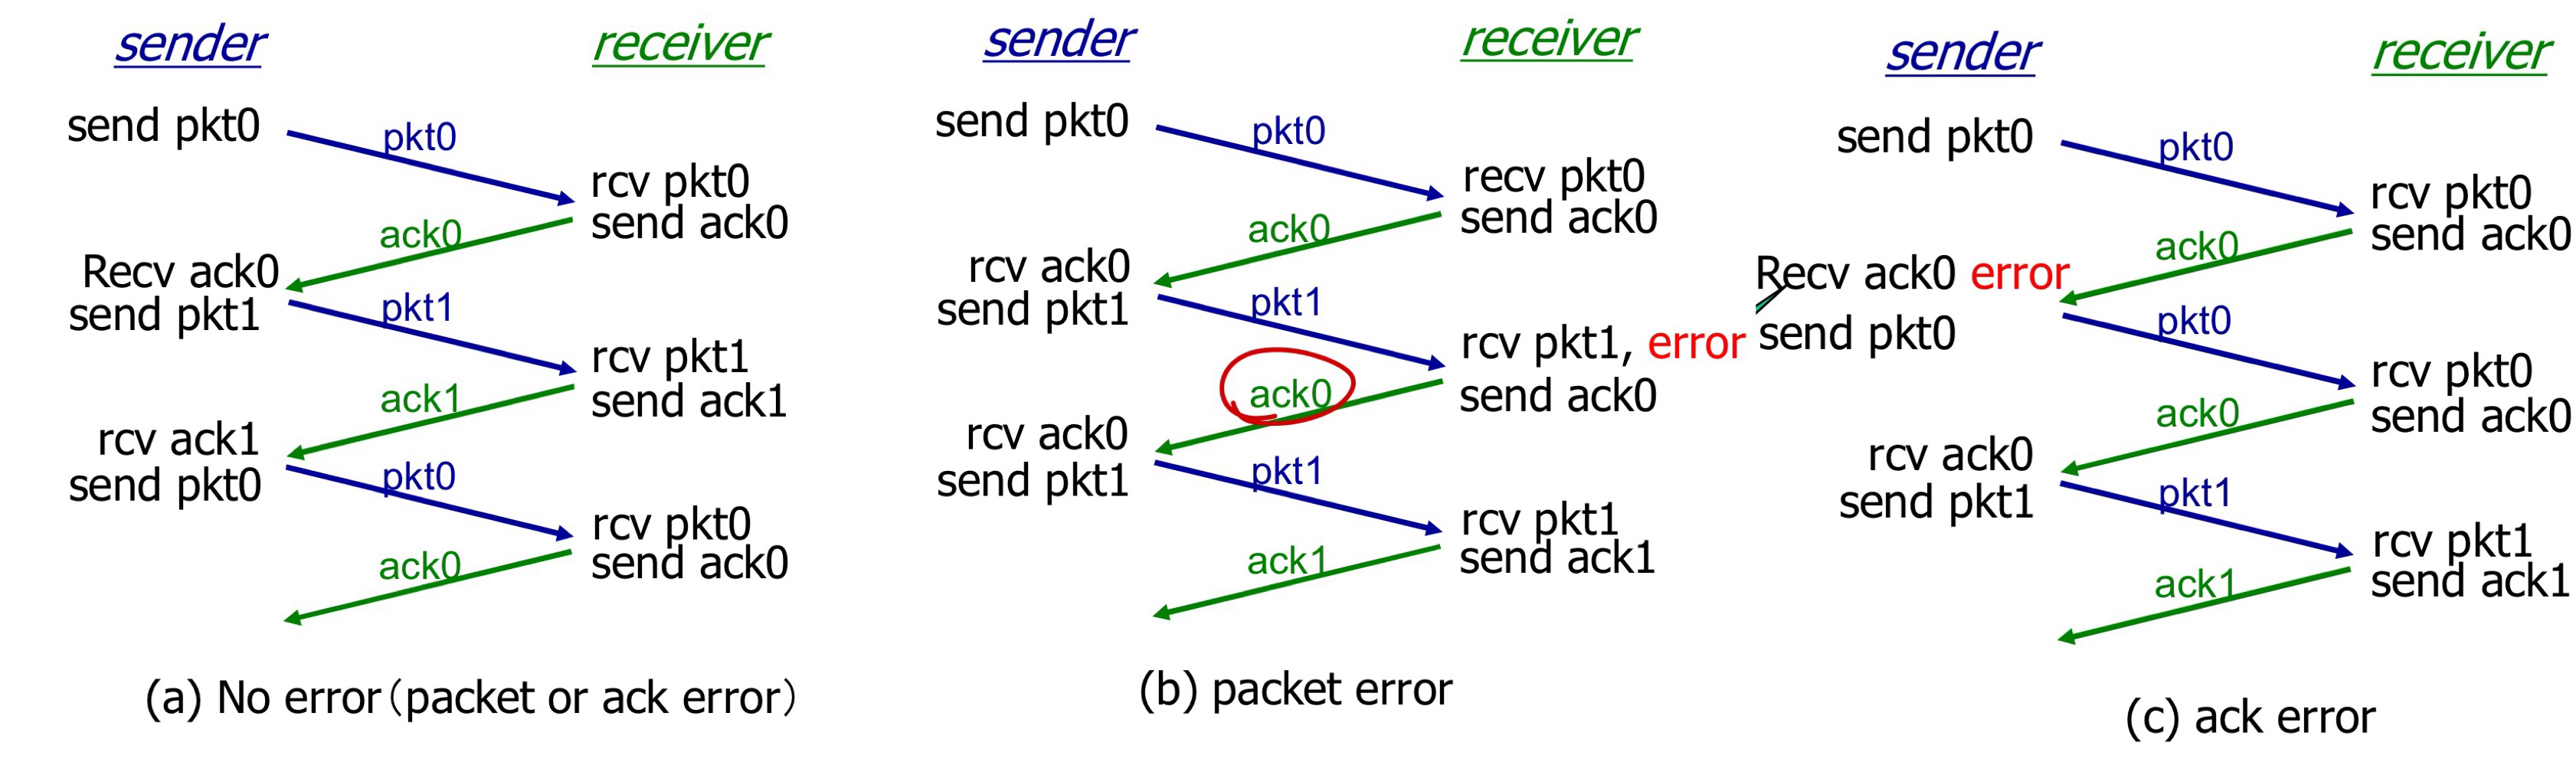 sender
receiver
send pkt0
pkt0
rcv pkt0
send ack0
ack0
Recv ack0
send pkt1
pkt1
rcv pkt1
send ack1
ack1
rcv ack1
send pkt0
pkt0
rcv pkt0
send ack0
ack0
(a) No error（packet or ack error）
sender
receiver
send pkt0
pkt0
recv pkt0
send ack0
ack0
rcv ack0
send pkt1
pkt1
rcv pkt1, error
send ack0
ack0
rcv ack0
send pkt1
pkt1
rcv pkt1
send ack1
ack1
(b) packet error
sender
receiver
send pkt0
pkt0
rcv pkt0
send ack0
ack0
Recv ack0 error
send pkt0
pkt0
rcv pkt0
send ack0
ack0
rcv ack0
send pkt1
pkt1
rcv pkt1
send ack1
ack1
(c) ack error